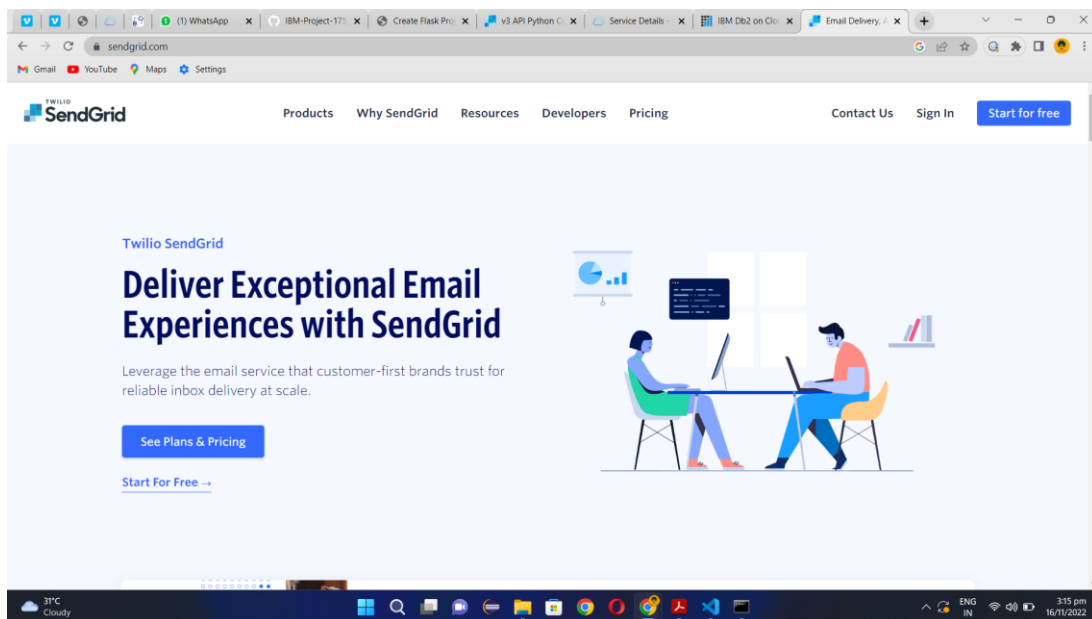 (1) WhatsApp
IBM-Project-175
Create Flask Pro
v3 API Python C
Service Details -
IBM Db2 on Clo
Email Delivery, A
sendgrid.com
Gmail
YouTube
Maps
Settings
TWILIO
SendGrid
Products
Why SendGrid
Resources
Developers
Pricing
Contact Us
Sign In
Start for free
Twilio SendGrid
Deliver Exceptional Email
Experiences with SendGrid
Leverage the email service that customer-first brands trust for
reliable inbox delivery at scale.
See Plans & Pricing
Start For Free →
31°C
Cloudy
ENG
IN
3:15 pm
16/11/2022